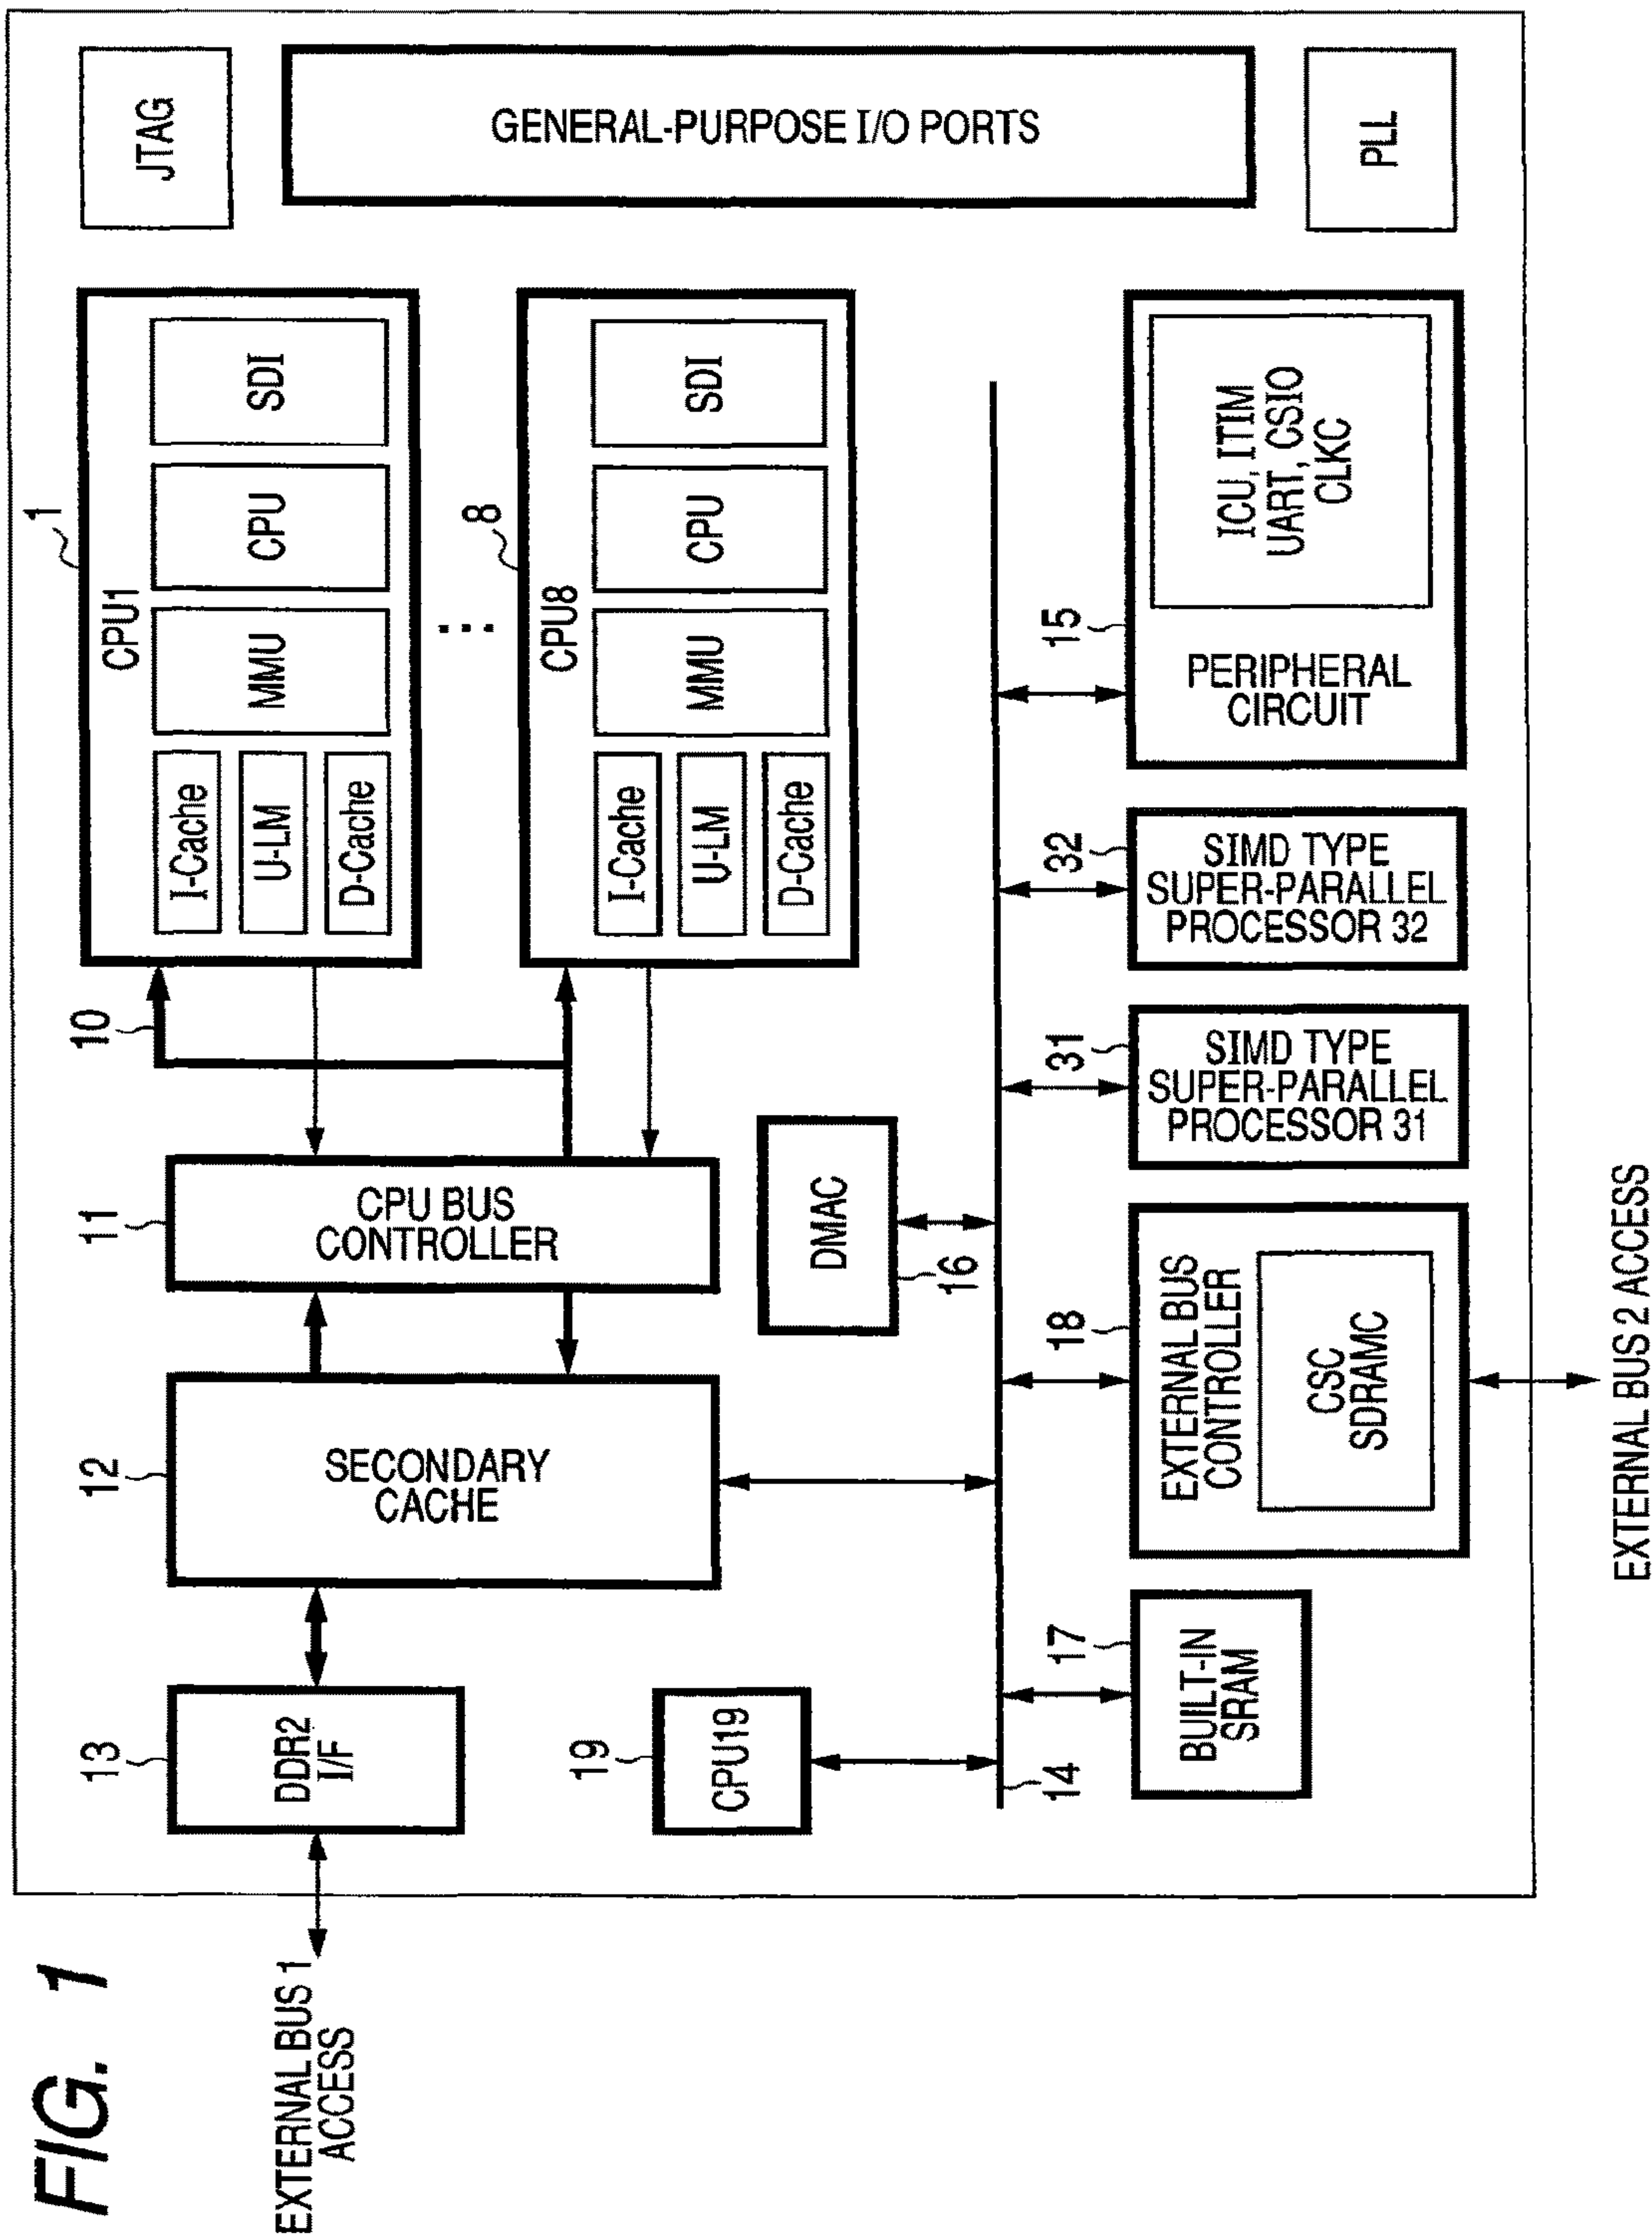 FIG. 1
EXTERNAL BUS 1
ACCESS
13
DDR2
I/F
12
SECONDARY
CACHE
11
CPU BUS
CONTROLLER
10
1
CPU1
I-Cache
U-LM
D-Cache
MMU
CPU
SDI
⋯
8
CPU8
I-Cache
U-LM
D-Cache
MMU
CPU
SDI
JTAG
GENERAL-PURPOSE I/O PORTS
PLL
19
CPU19
DMAC
16
14
17
BUILT-IN
SRAM
18
EXTERNAL BUS
CONTROLLER
CSC
SDRAMC
31
SIMD TYPE
SUPER-PARALLEL
PROCESSOR 31
32
SIMD TYPE
SUPER-PARALLEL
PROCESSOR 32
15
PERIPHERAL
CIRCUIT
ICU, ITIM
UART, CSIO
CLKC
EXTERNAL BUS 2 ACCESS